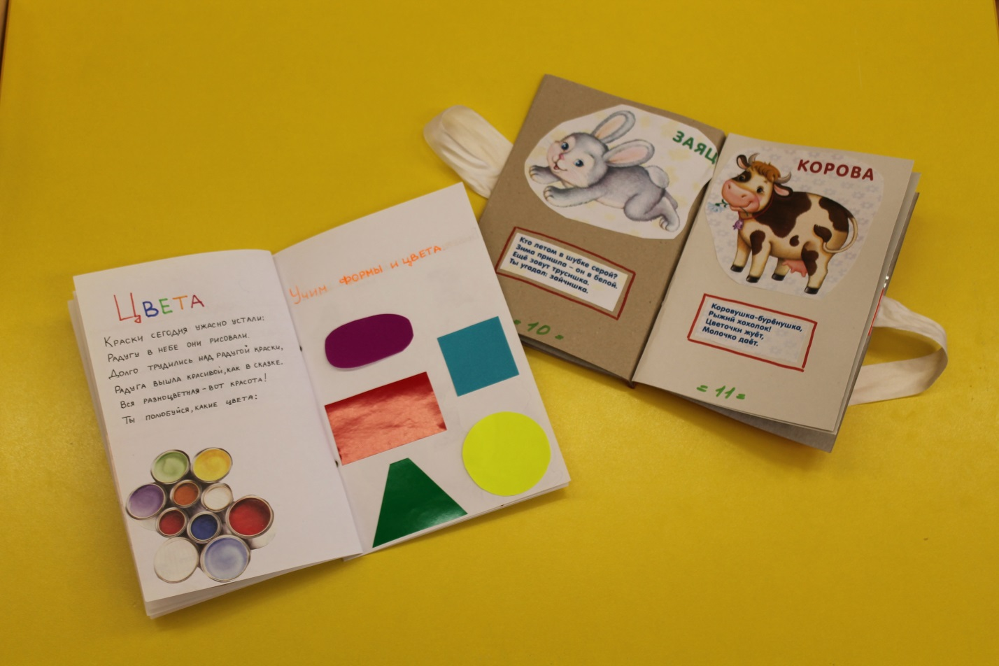 Цвета
Краски сегодня ужасно устали:
Радугу в небе они рисовали.
Долго трудились над радугой краски,
Радуга вышла красивой, как в сказке.
Вся разноцветная – вот красота!
Ты полюбуйся, какие цвета:
Учим формы и цвета
ЗАЯЦ
Кто летом в шубке серой?
Зима пришла – он в белой.
Ещё зовут трусишка.
Ты угадал: зайчишка.
= 10 =
КОРОВА
Коровушка-бурёнушка,
Рыжий хохолок!
Цветочки жуёт,
Молочко даёт.
= 11 =